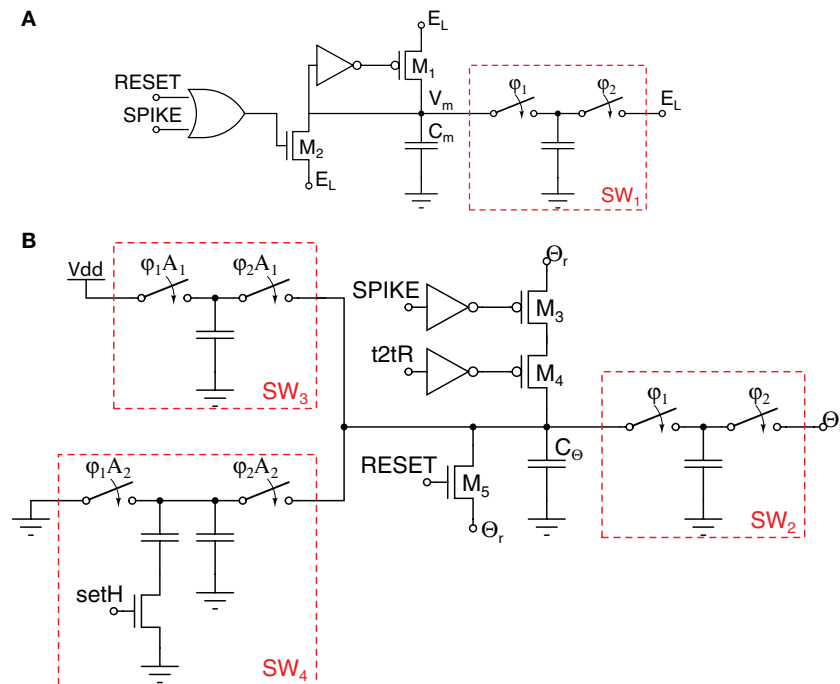 A
E_L
M_1
RESET
SPIKE
V_m
φ_1
φ_2
E_L
C_m
M_2
E_L
SW_1
B
Vdd
φ_1A_1
φ_2A_1
SW_3
Θ_r
SPIKE
M_3
t2tR
M_4
φ_1
φ_2
Θ
C_Θ
RESET
M_5
Θ_r
SW_2
φ_1A_2
φ_2A_2
setH
SW_4